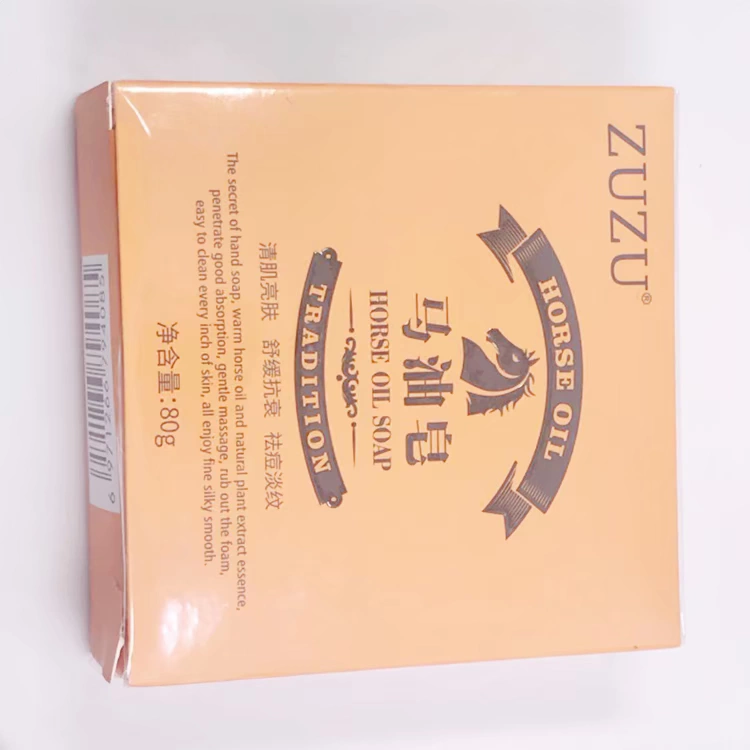 ZUZU®
HORSE OIL
马油皂
HORSE OIL SOAP
TRADITION
清肌亮肤 舒缓抗衰 祛痘淡纹
The secret of hand soap, warm horse oil and natural plant extract essence,
penetrate good absorption, gentle massage, rub out the foam,
easy to clean every inch of skin, all enjoy fine silky smooth.
净含量:80g